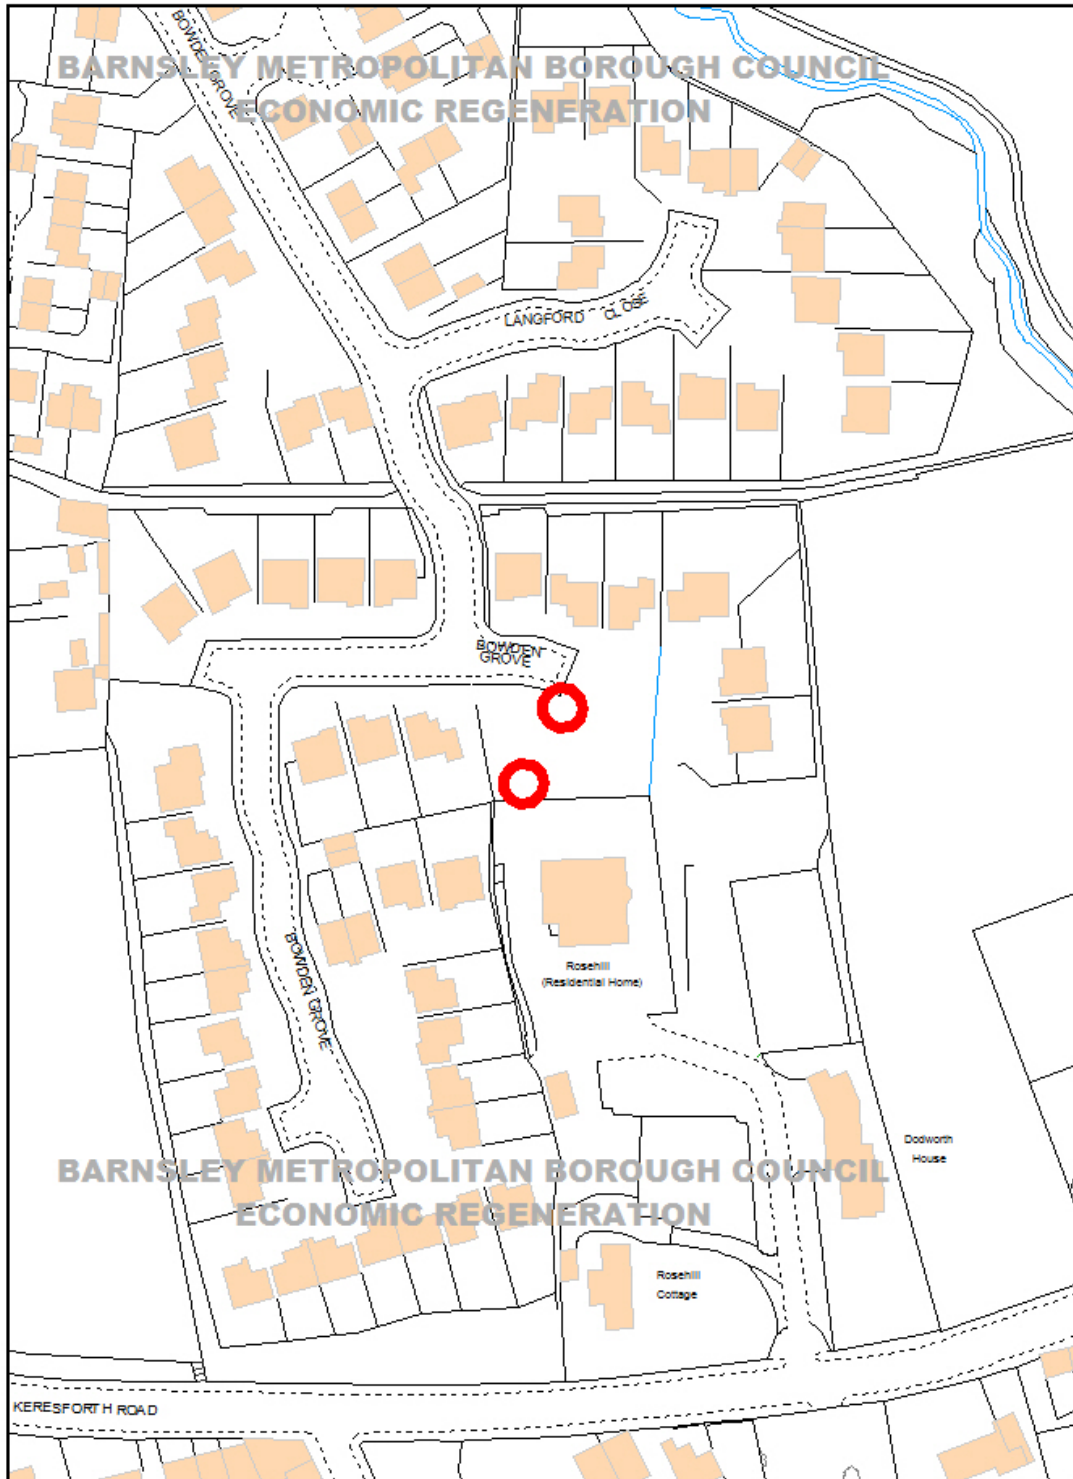 BOWDEN GROVE
BARNSLEY METROPOLITAN BOROUGH COUNCIL
ECONOMIC REGENERATION
LANGFORD CLOSE
BOWDEN
GROVE
BOWDEN GROVE
Rosehill
(Residential Home)
Dodworth
House
BARNSLEY METROPOLITAN BOROUGH COUNCIL
ECONOMIC REGENERATION
Rosehill
Cottage
KERESFORTH ROAD